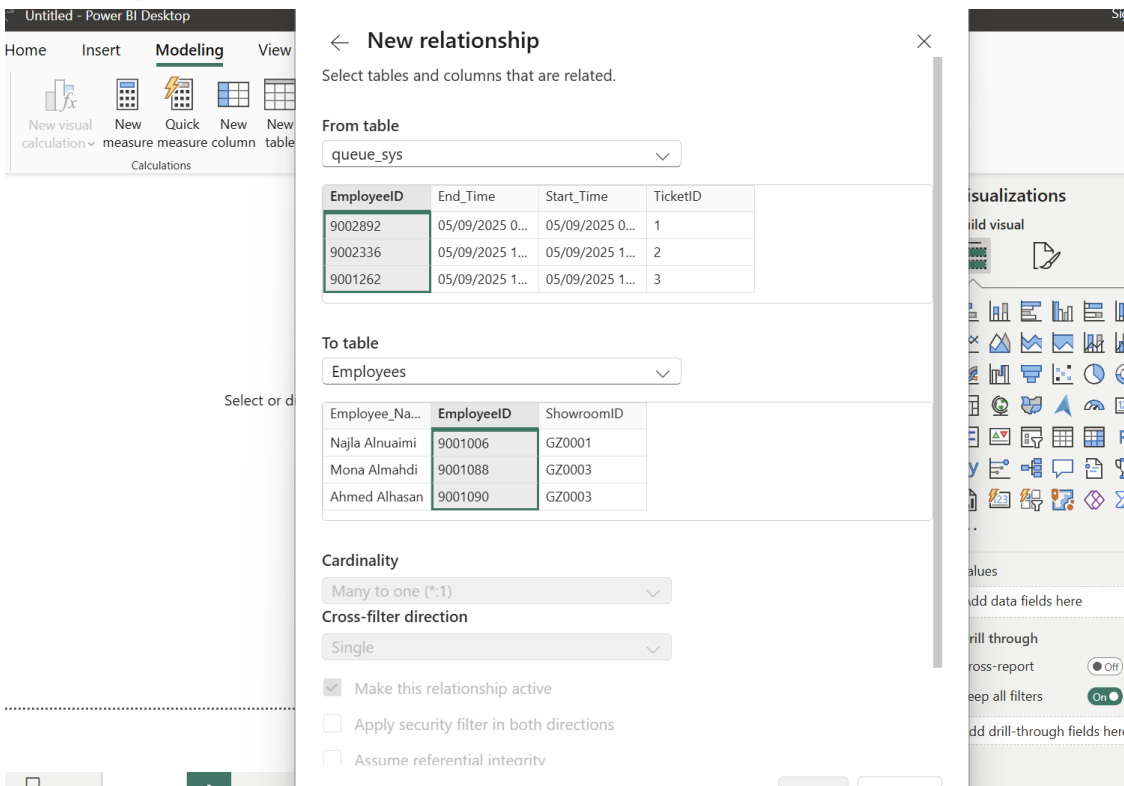 Untitled - Power BI Desktop
Home Insert Modeling View
New visual calculation
New measure
Quick measure
New column
New table
Calculations
Select or
New relationship
Select tables and columns that are related.
From table
queue_sys
EmployeeID End_Time Start_Time TicketID
9002892 05/09/2025 0... 05/09/2025 0... 1
9002336 05/09/2025 1... 05/09/2025 1... 2
9001262 05/09/2025 1... 05/09/2025 1... 3
To table
Employees
Employee_Na... EmployeeID ShowroomID
Najla Alnuaimi 9001006 GZ0001
Mona Almahdi 9001088 GZ0003
Ahmed Alhasan 9001090 GZ0003
Cardinality
Many to one (*:1)
Cross-filter direction
Single
Make this relationship active
Apply security filter in both directions
Assume referential integrity
isualizations
uild visual
alues
dd data fields here
rill through
ross-report Off
eep all filters On
dd drill-through fields here